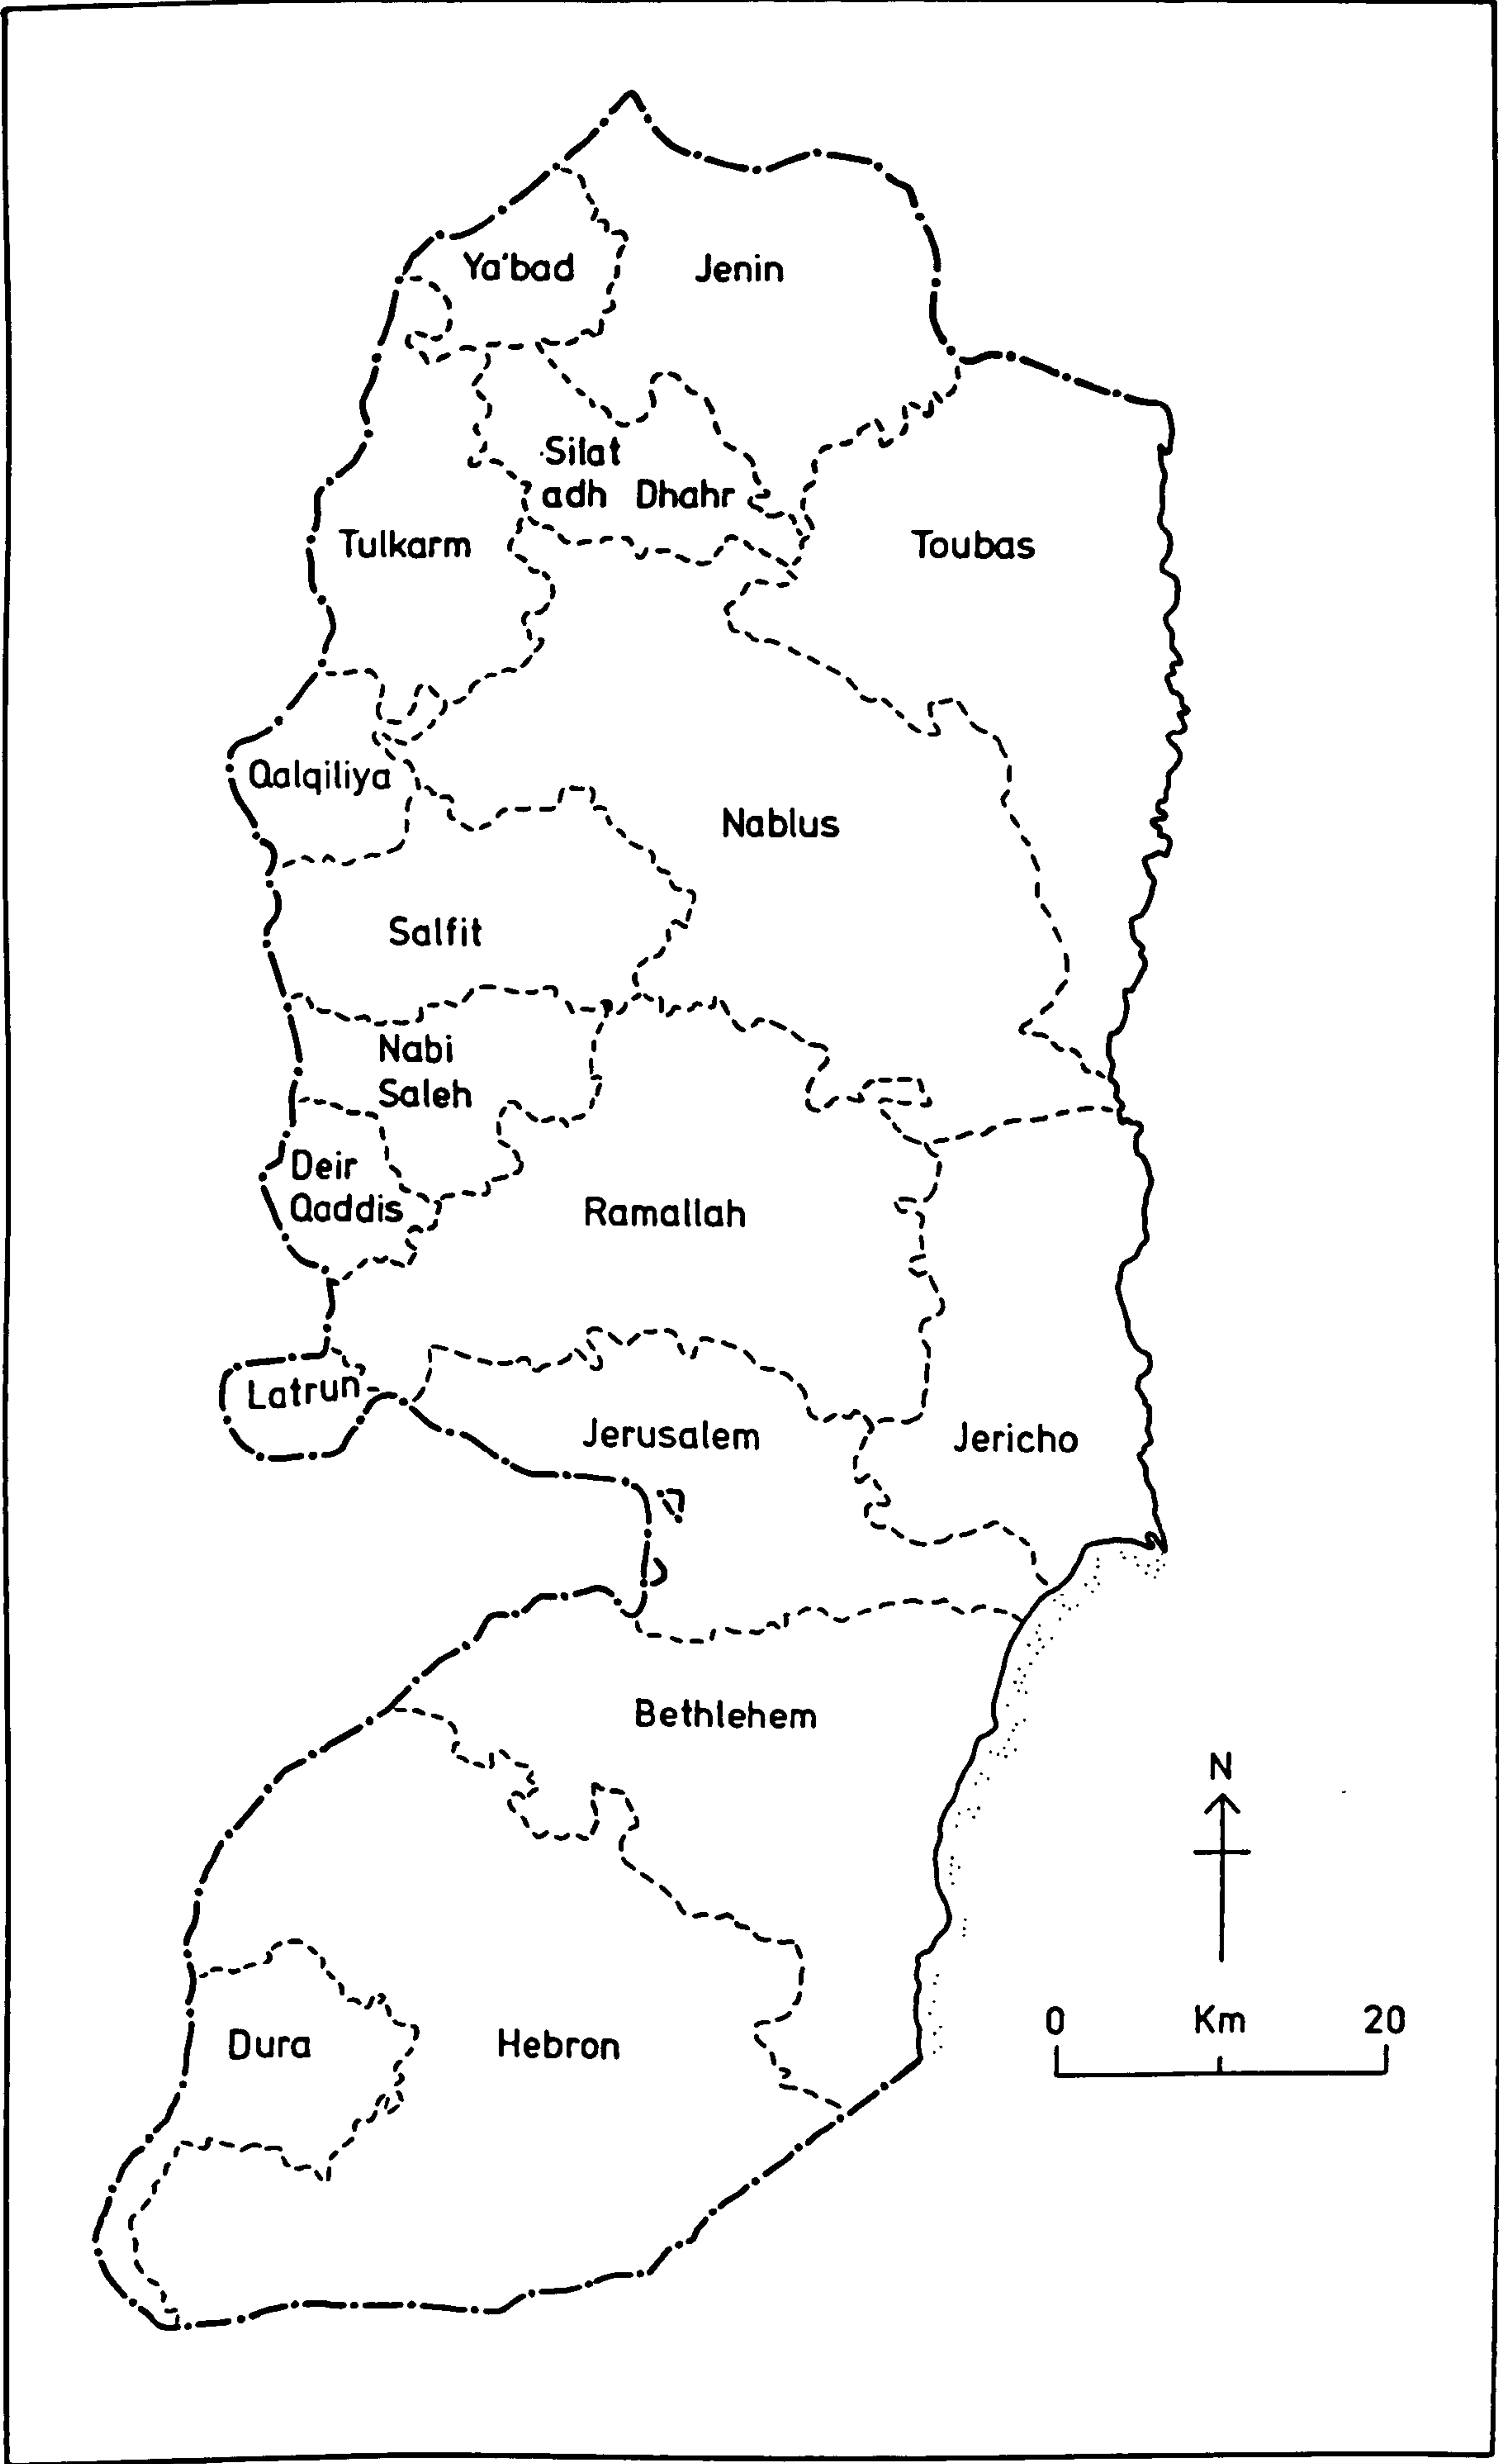 Ya'bad
Jenin
Silat
adh Dhahr
Tulkarm
Toubas
Qalqiliya
Nablus
Salfit
Nabi
Saleh
Deir
Qaddis
Ramallah
Latrun
Jerusalem
Jericho
Bethlehem
N
0 Km 20
Dura
Hebron